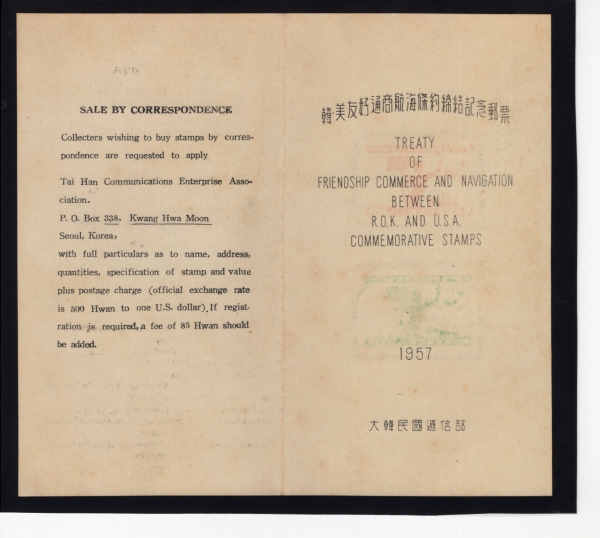 SALE BY CORRESPONDENCE
Collecters wishing to buy stamps by corres-
pondence are requested to apply
Tai Han Communications Enterprise Asso-
ciation.
P. O. Box 338, Kwang Hwa Moon
Seoul, Korea,
with full particulars as to name, address,
quantities, specification of stamp and value
plus postage charge (official exchange rate
is 500 Hwan to one U.S. dollar). If regist-
ration is required, a fee of 85 Hwan should
be added.
韓·美友好通商航海條約締結記念郵票
TREATY
OF
FRIENDSHIP COMMERCE AND NAVIGATION
BETWEEN
R.O.K. AND U.S.A.
COMMEMORATIVE STAMPS
1957
大韓民國遞信部